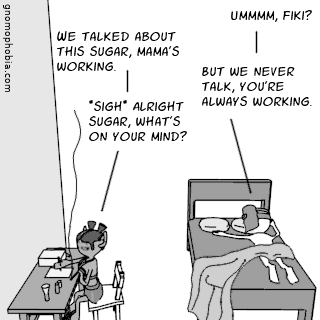 gnomophobia.com
UMMMM, FIKI?
WE TALKED ABOUT
THIS SUGAR, MAMA'S
WORKING.
BUT WE NEVER
TALK, YOU'RE
ALWAYS WORKING.
*SIGH* ALRIGHT
SUGAR, WHAT'S
ON YOUR MIND?